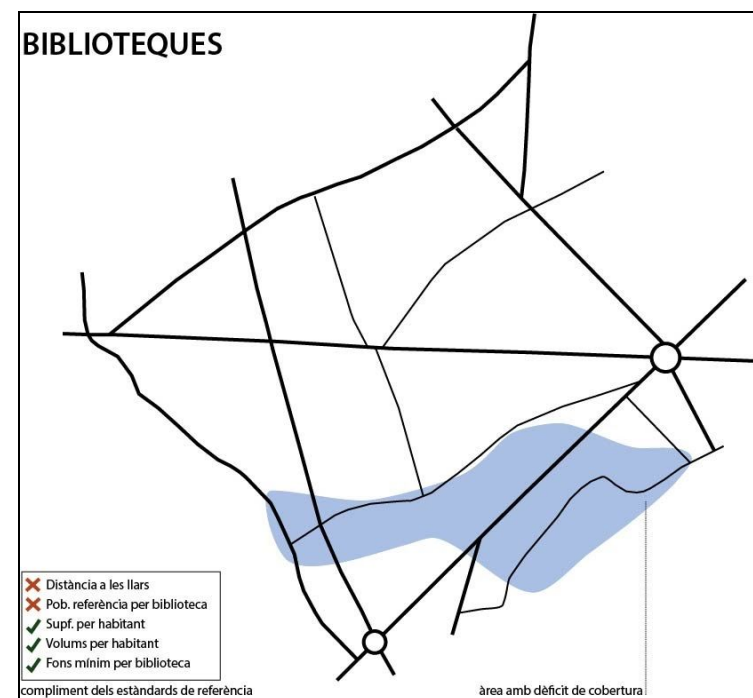 BIBLIOTEQUES
Distància a les llars
Pob. referència per biblioteca
Supf. per habitant
Volums per habitant
Fons mínim per biblioteca
compliment dels estàndards de referència
àrea amb dèficit de cobertura